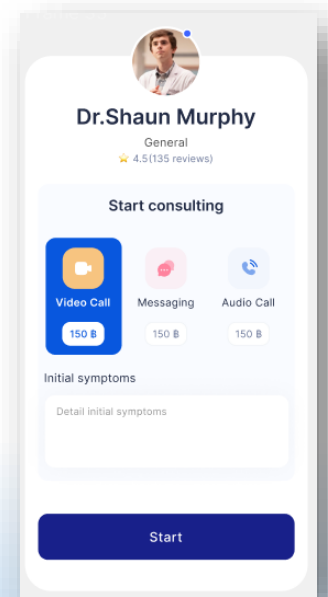 Dr.Shaun Murphy
General
4.5(135 reviews)
Start consulting
Video Call Messaging Audio Call
150 ฿ 150 ฿ 150 ฿
Initial symptoms
Detail initial symptoms
Start